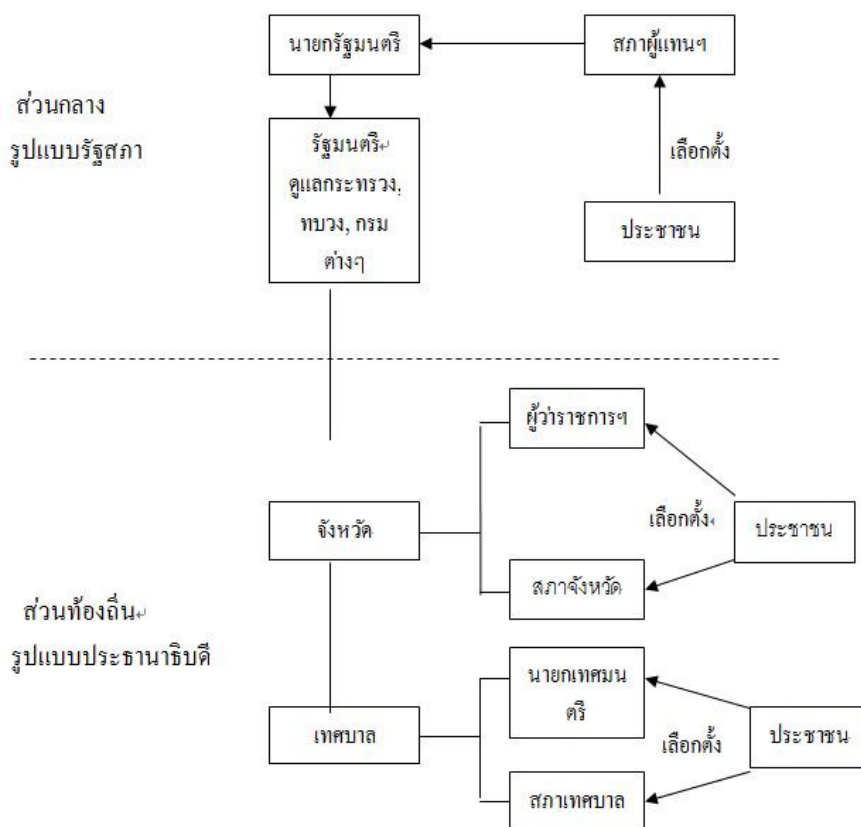 นายกรัฐมนตรี
สภาผู้แทนฯ
ส่วนกลาง
รูปแบบรัฐสภา
รัฐมนตรี
ดูแลกระทรวง,
ทบวง, กรม
ต่างๆ
เลือกตั้ง
ประชาชน
ผู้ว่าราชการฯ
จังหวัด
เลือกตั้ง
ประชาชน
สภาจังหวัด
ส่วนท้องถิ่น
รูปแบบประธานาธิบดี
นายกเทศมน
ตรี
เทศบาล
เลือกตั้ง
ประชาชน
สภาเทศบาล